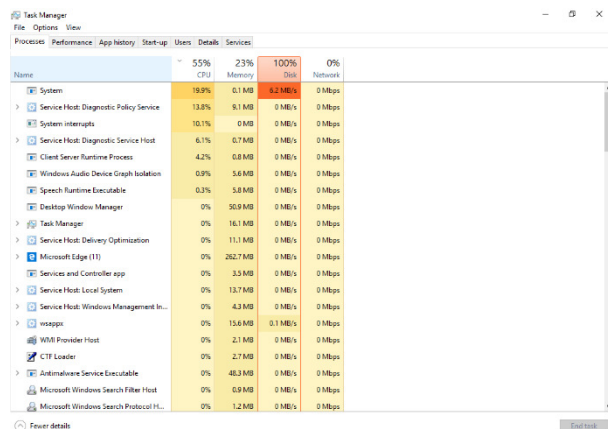 Task Manager
File Options View
Processes Performance App history Start-up Users Details Services
55% 23% 100% 0%
Name CPU Memory Disk Network
System 19.9% 0.1 MB 6.2 MB/s 0 Mbps
Service Host: Diagnostic Policy Service 13.8% 9.1 MB 0 MB/s 0 Mbps
System interrupts 10.1% 0 MB 0 MB/s 0 Mbps
Service Host: Diagnostic Service Host 6.1% 0.7 MB 0 MB/s 0 Mbps
Client Server Runtime Process 4.2% 0.8 MB 0 MB/s 0 Mbps
Windows Audio Device Graph Isolation 0.9% 5.6 MB 0 MB/s 0 Mbps
Speech Runtime Executable 0.3% 5.8 MB 0 MB/s 0 Mbps
Desktop Window Manager 0% 50.9 MB 0 MB/s 0 Mbps
Task Manager 0% 16.1 MB 0 MB/s 0 Mbps
Service Host: Delivery Optimization 0% 11.1 MB 0 MB/s 0 Mbps
Microsoft Edge (11) 0% 262.7 MB 0 MB/s 0 Mbps
Services and Controller app 0% 3.5 MB 0 MB/s 0 Mbps
Service Host: Local System 0% 13.7 MB 0 MB/s 0 Mbps
Service Host: Windows Management In... 0% 4.3 MB 0 MB/s 0 Mbps
wsappx 0% 15.6 MB 0.1 MB/s 0 Mbps
WMI Provider Host 0% 2.1 MB 0 MB/s 0 Mbps
CTF Loader 0% 2.7 MB 0 MB/s 0 Mbps
Antimalware Service Executable 0% 48.3 MB 0 MB/s 0 Mbps
Microsoft Windows Search Filter Host 0% 0.9 MB 0 MB/s 0 Mbps
Microsoft Windows Search Protocol H... 0% 1.2 MB 0 MB/s 0 Mbps
Fewer details End task